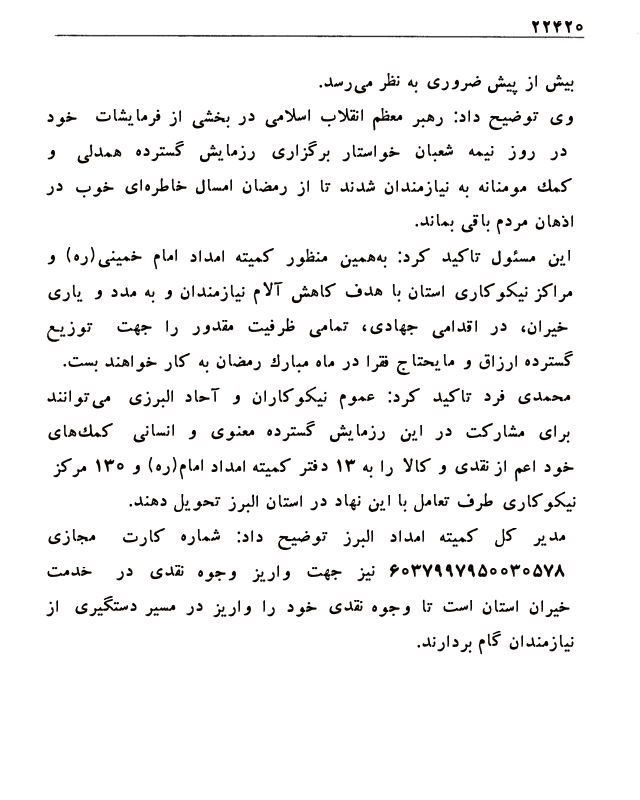 ۲۲۴۲۰
بیش از پیش ضروری به نظر می‌رسد.
وی توضیح داد: رهبر معظم انقلاب اسلامی در بخشی از فرمایشات خود
در روز نیمه شعبان خواستار برگزاری رزمایش گسترده همدلی و
کمك مومنانه به نیازمندان شدند تا از رمضان امسال خاطره‌ای خوب در
اذهان مردم باقی بماند.
این مسئول تاکید کرد: به‌همین منظور کمیته امداد امام خمینی(ره) و
مراکز نیکوکاری استان با هدف کاهش آلام نیازمندان و به مدد و یاری
خیران، در اقدامی جهادی، تمامی ظرفیت مقدور را جهت توزیع
گسترده ارزاق و مایحتاج فقرا در ماه مبارك رمضان به کار خواهند بست.
محمدی فرد تاکید کرد: عموم نیکوکاران و آحاد البرزی می‌توانند
برای مشارکت در این رزمایش گسترده معنوی و انسانی کمك‌های
خود اعم از نقدی و کالا را به ۱۳ دفتر کمیته امداد امام(ره) و ۱۳۰ مرکز
نیکوکاری طرف تعامل با این نهاد در استان البرز تحویل دهند.
مدیر کل کمیته امداد البرز توضیح داد: شماره کارت مجازی
۶۰۳۷۹۹۷۹۵۰۰۳۰۵۷۸ نیز جهت واریز وجوه نقدی در خدمت
خیران استان است تا وجوه نقدی خود را واریز در مسیر دستگیری از
نیازمندان گام بردارند.